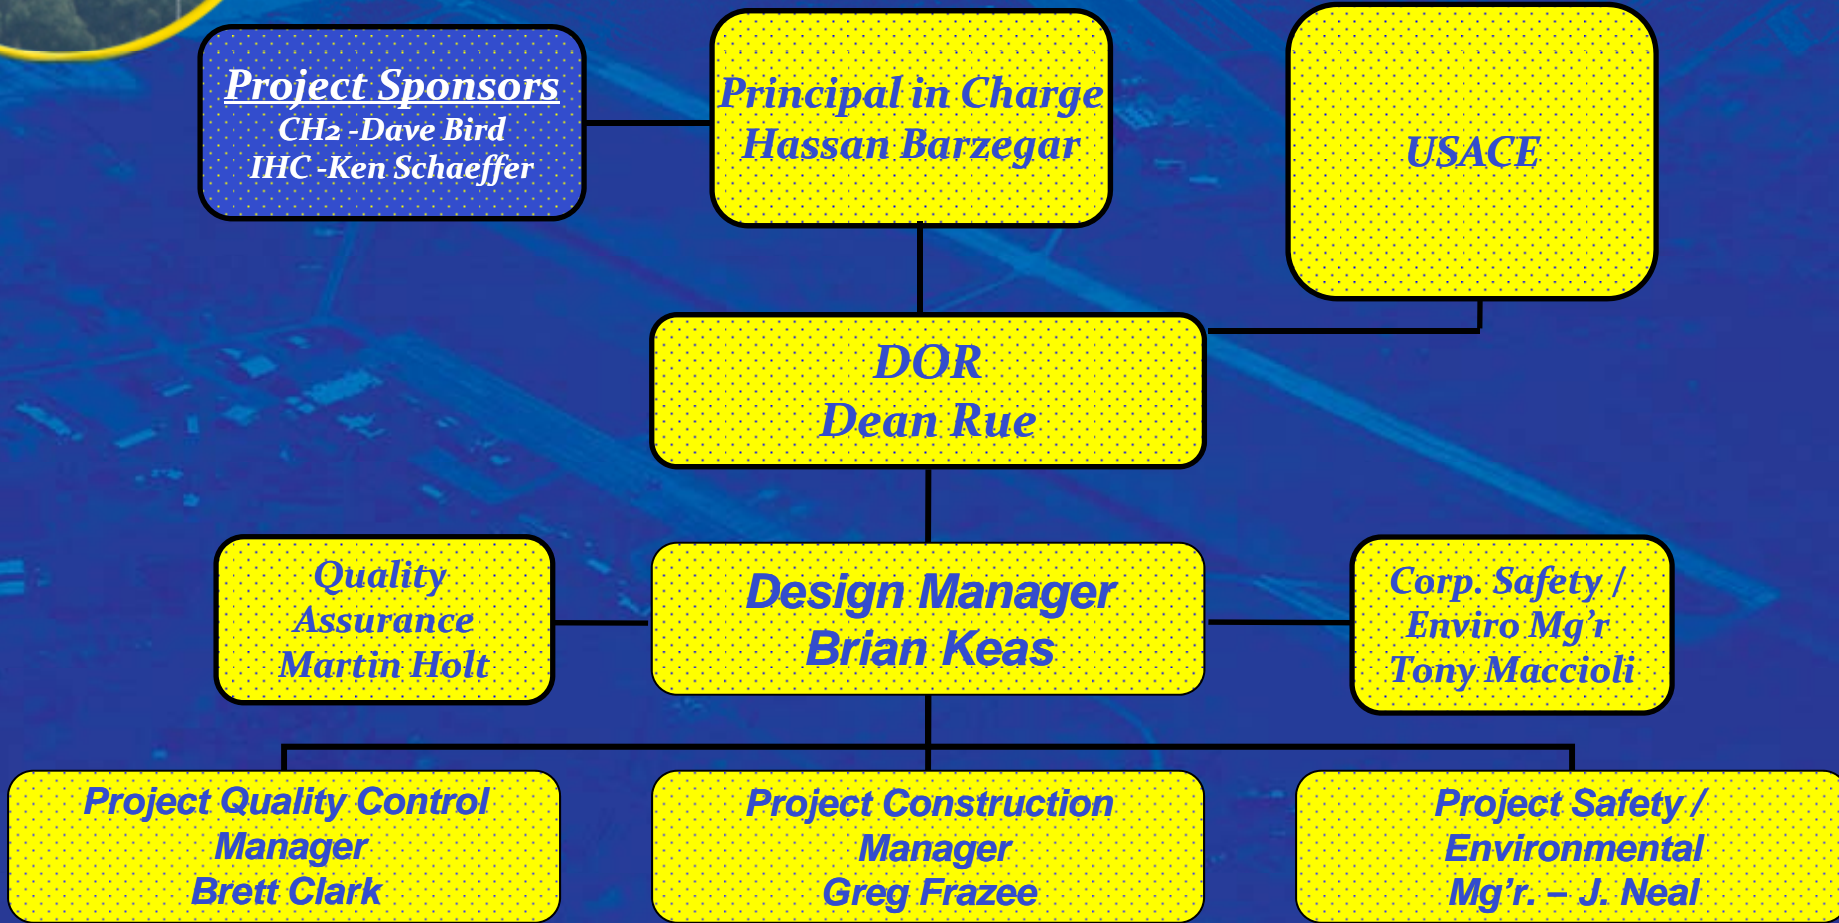 Project Sponsors
CH2 -Dave Bird
IHC -Ken Schaeffer
Principal in Charge
Hassan Barzegar
USACE
DOR
Dean Rue
Quality
Assurance
Martin Holt
Design Manager
Brian Keas
Corp. Safety /
Enviro Mg’r
Tony Maccioli
Project Quality Control
Manager
Brett Clark
Project Construction
Manager
Greg Frazee
Project Safety /
Environmental
Mg’r. – J. Neal